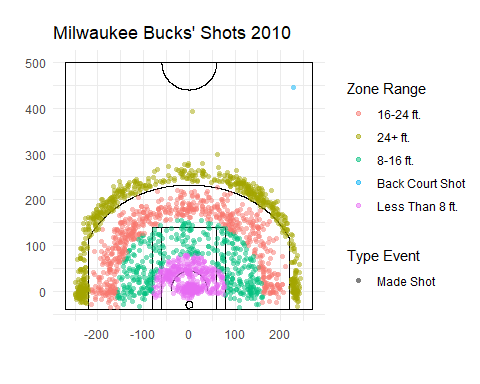 Milwaukee Bucks' Shots 2010
500
400
300
200
100
0
-200
-100
0
100
200
Zone Range
16-24 ft.
24+ ft.
8-16 ft.
Back Court Shot
Less Than 8 ft.
Type Event
Made Shot